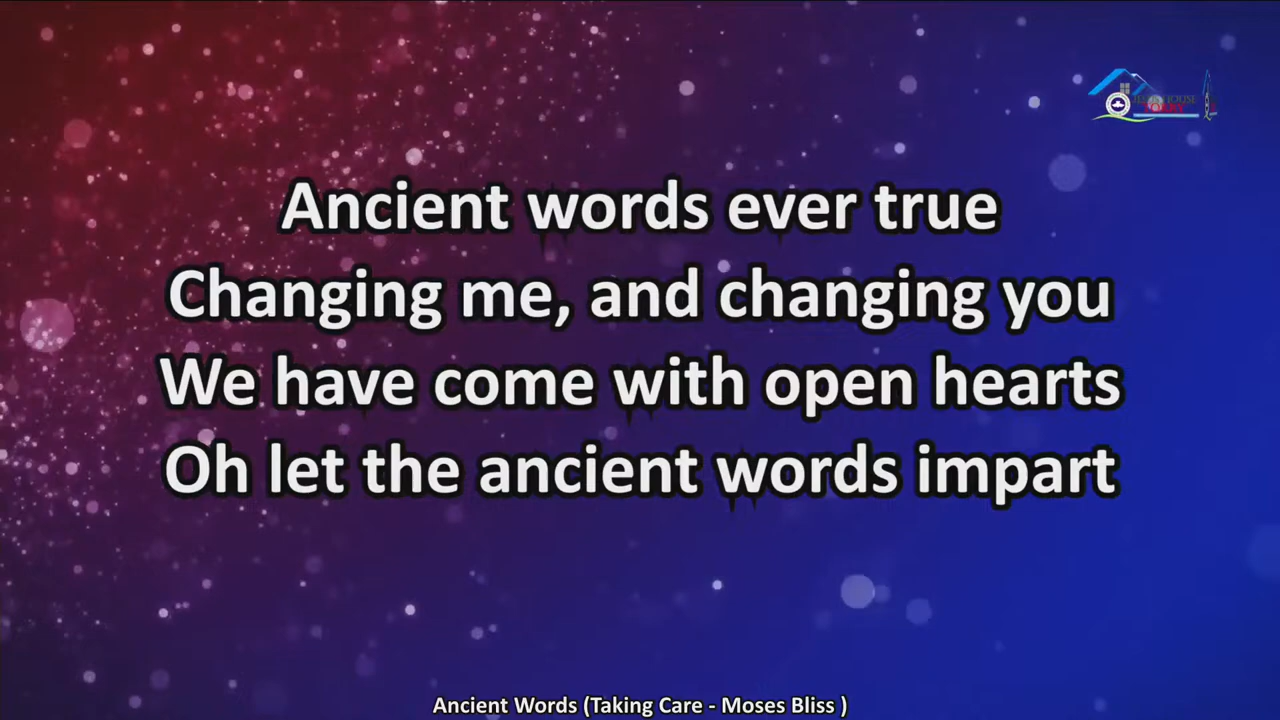 Ancient words ever true
Changing me, and changing you
We have come with open hearts
Oh let the ancient words impart
Ancient Words (Taking Care - Moses Bliss )